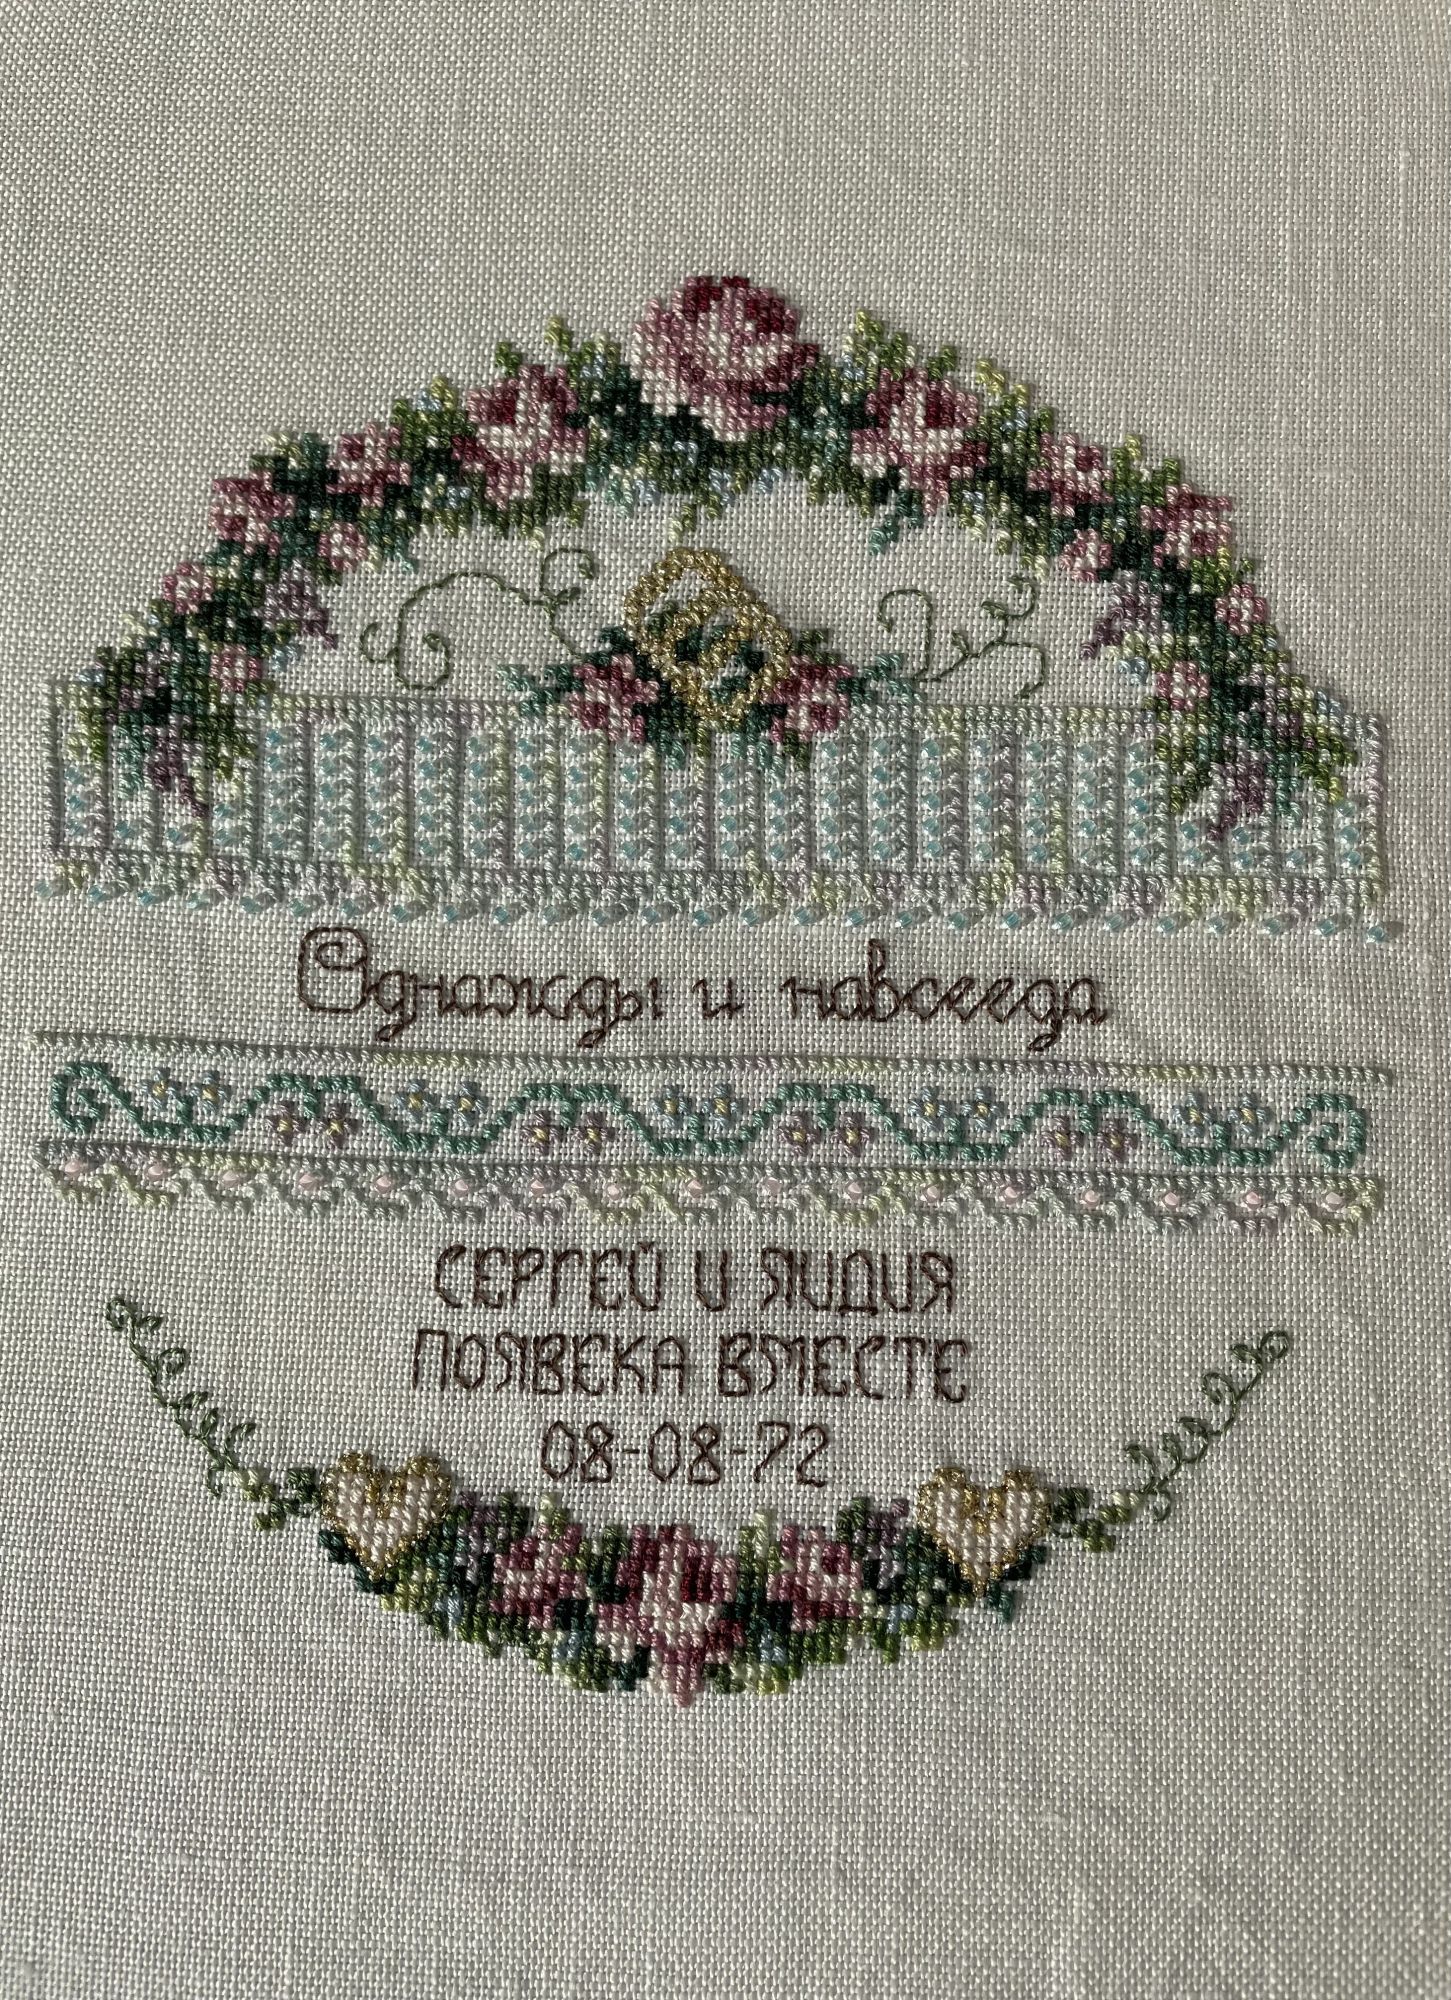 Однажды и навсегда
СЕРГЕЙ И ЛИДИЯ
ПОЛВЕКА ВМЕСТЕ
08-08-72